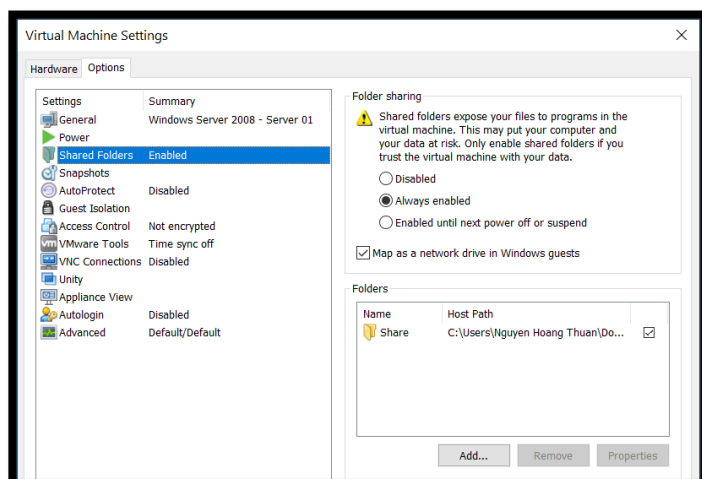 Virtual Machine Settings
Hardware Options
Settings Summary
General Windows Server 2008 - Server 01
Power
Shared Folders Enabled
Snapshots
AutoProtect Disabled
Guest Isolation
Access Control Not encrypted
VMware Tools Time sync off
VNC Connections Disabled
Unity
Appliance View
Autologin Disabled
Advanced Default/Default
Folder sharing
Shared folders expose your files to programs in the
virtual machine. This may put your computer and
your data at risk. Only enable shared folders if you
trust the virtual machine with your data.
Disabled
Always enabled
Enabled until next power off or suspend
Map as a network drive in Windows guests
Folders
Name Host Path
Share C:\Users\Nguyen Hoang Thuan\Do...
Add... Remove Properties